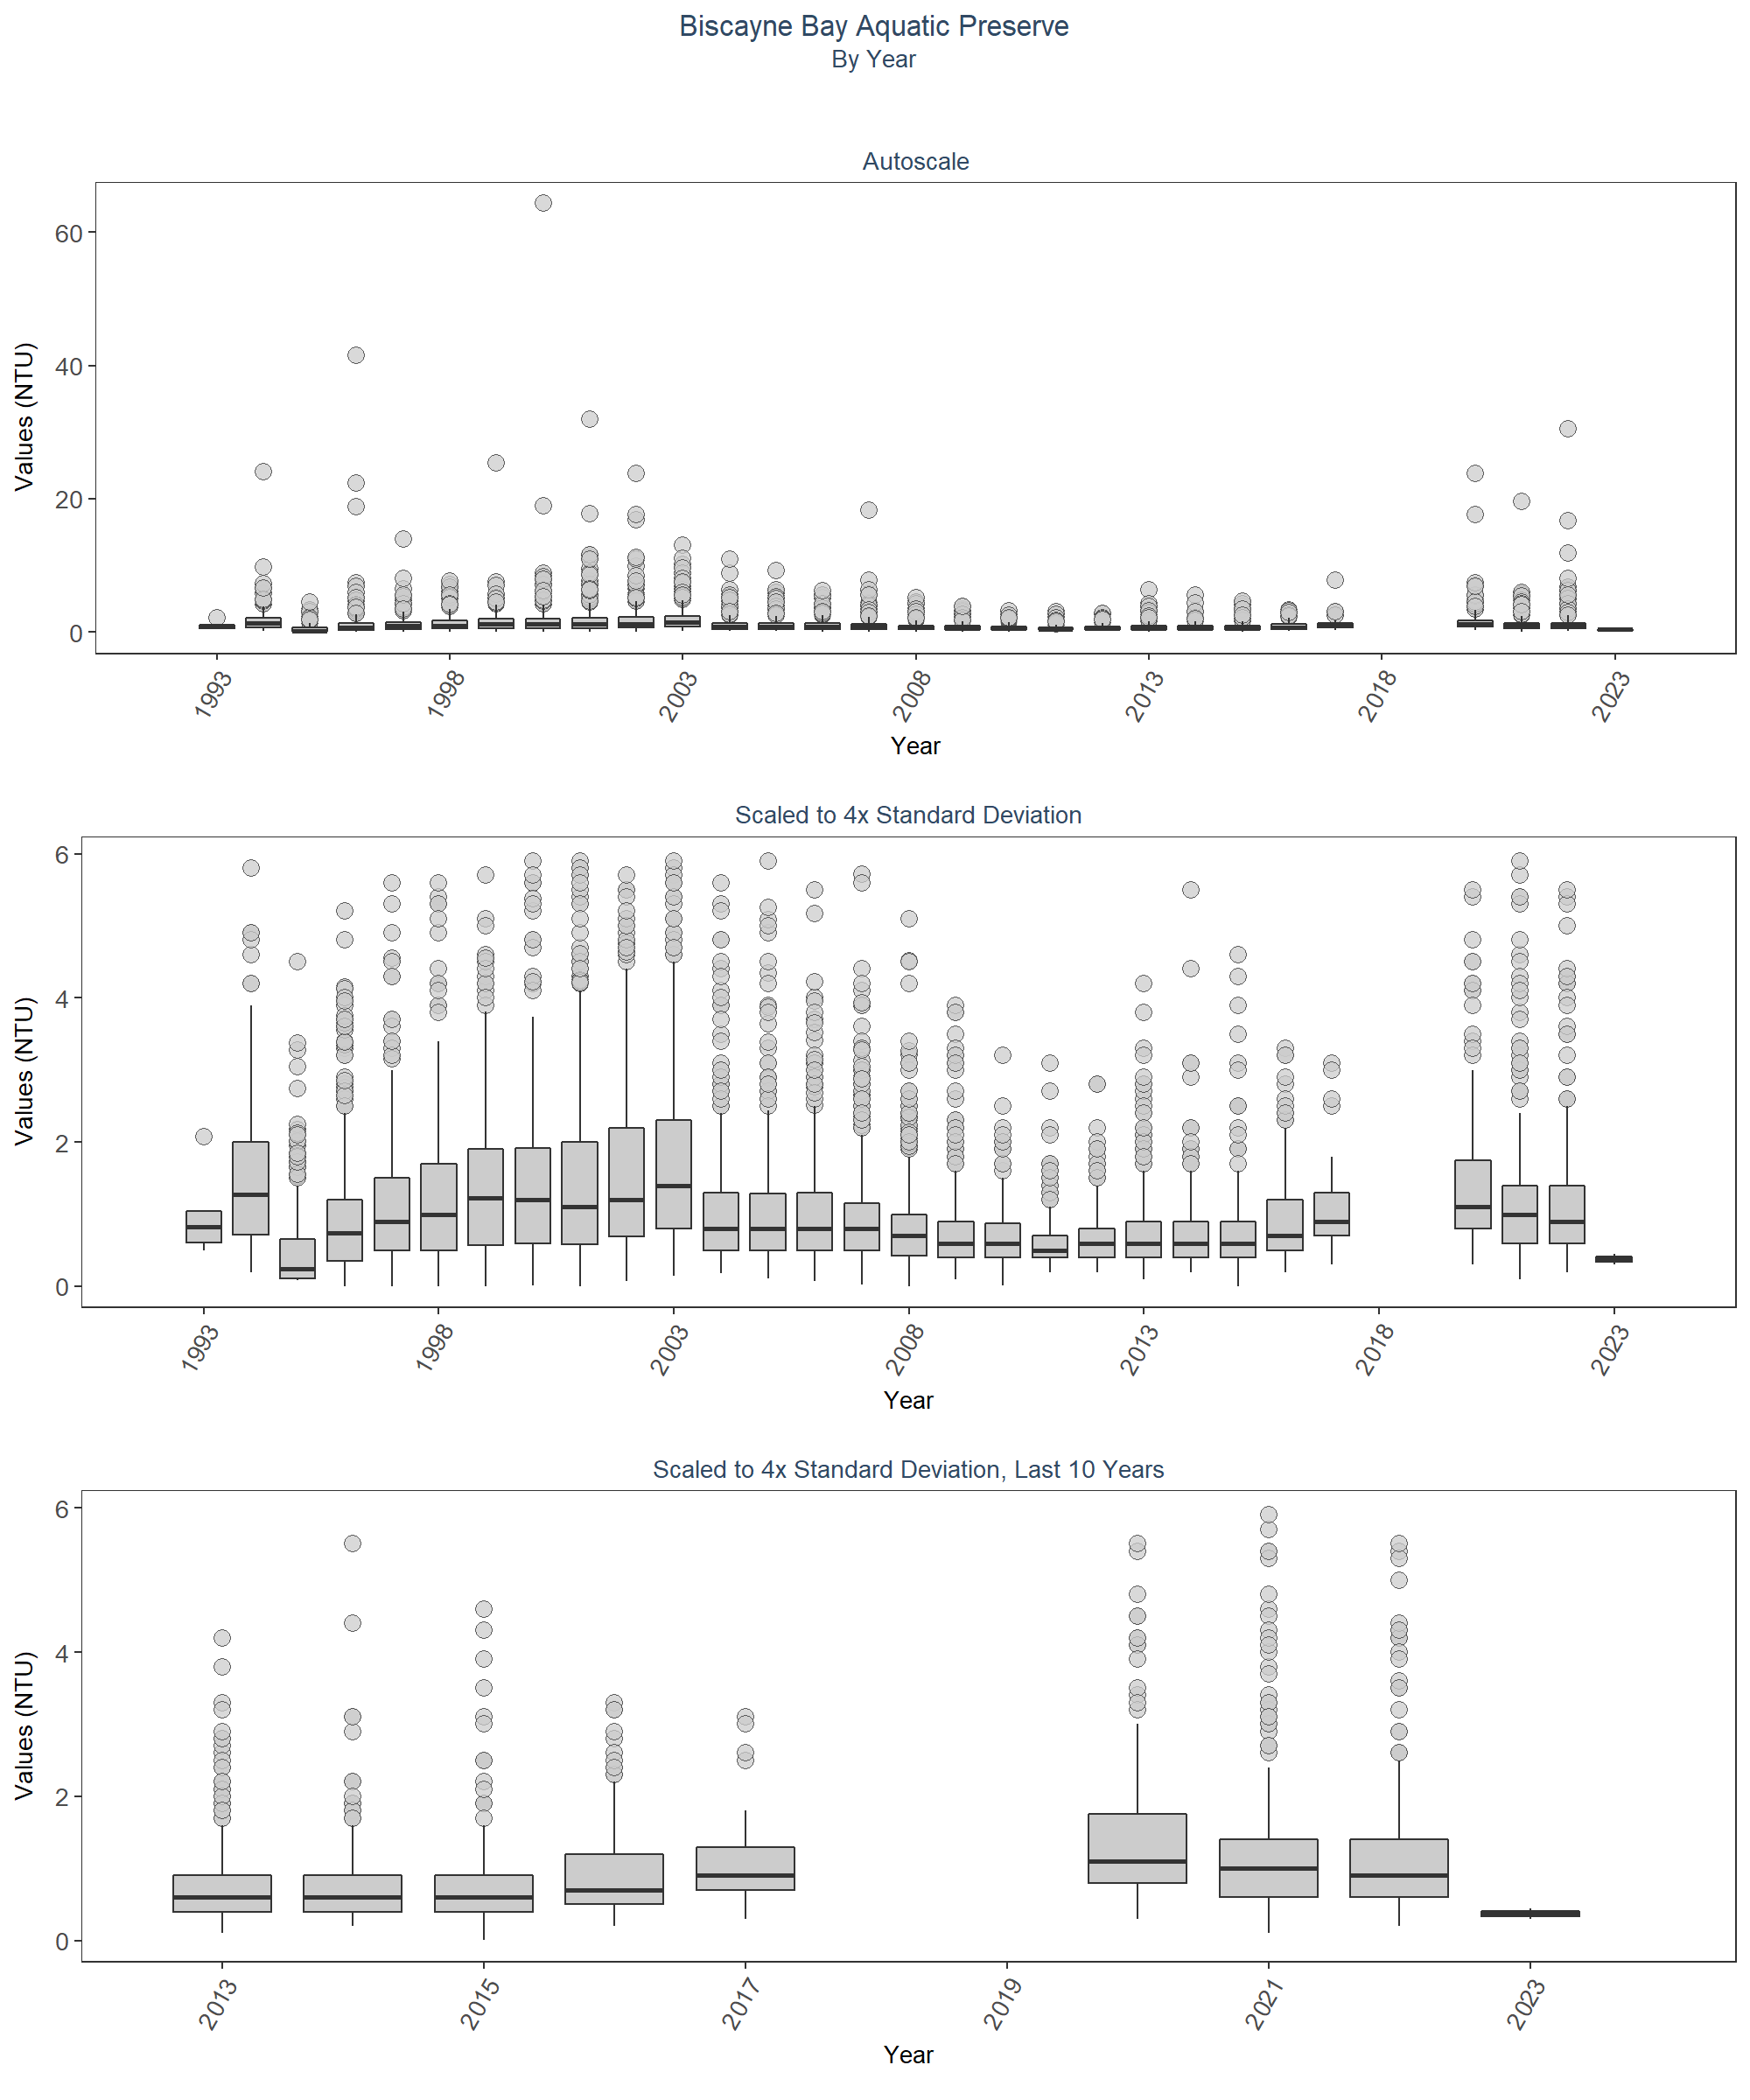 Biscayne Bay Aquatic Preserve
By Year
Autoscale
Values (NTU)
60
40
20
0
1993 1998 2003 2008 2013 2018 2023
Year
Scaled to 4x Standard Deviation
Values (NTU)
6
4
2
0
1993 1998 2003 2008 2013 2018 2023
Year
Scaled to 4x Standard Deviation, Last 10 Years
Values (NTU)
6
4
2
0
2013 2015 2017 2019 2021 2023
Year